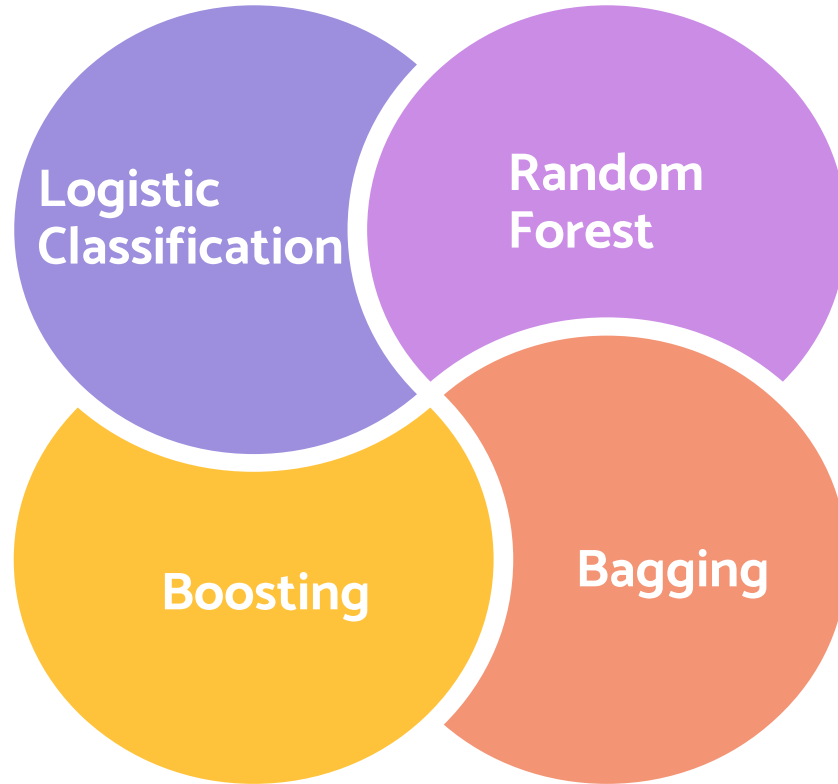 Logistic
Classification
Random
Forest
Boosting
Bagging